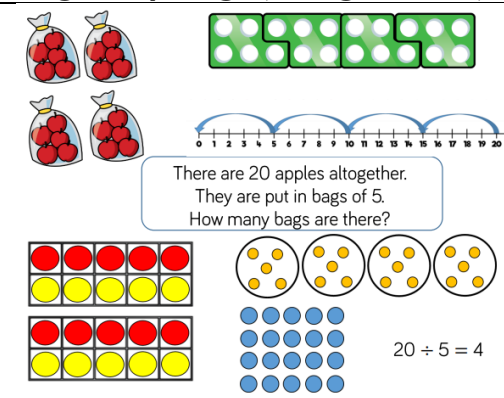 0 1 2 3 4 5 6 7 8 9 10 11 12 13 14 15 16 17 18 19 20
There are 20 apples altogether.
They are put in bags of 5.
How many bags are there?
20 ÷ 5 = 4